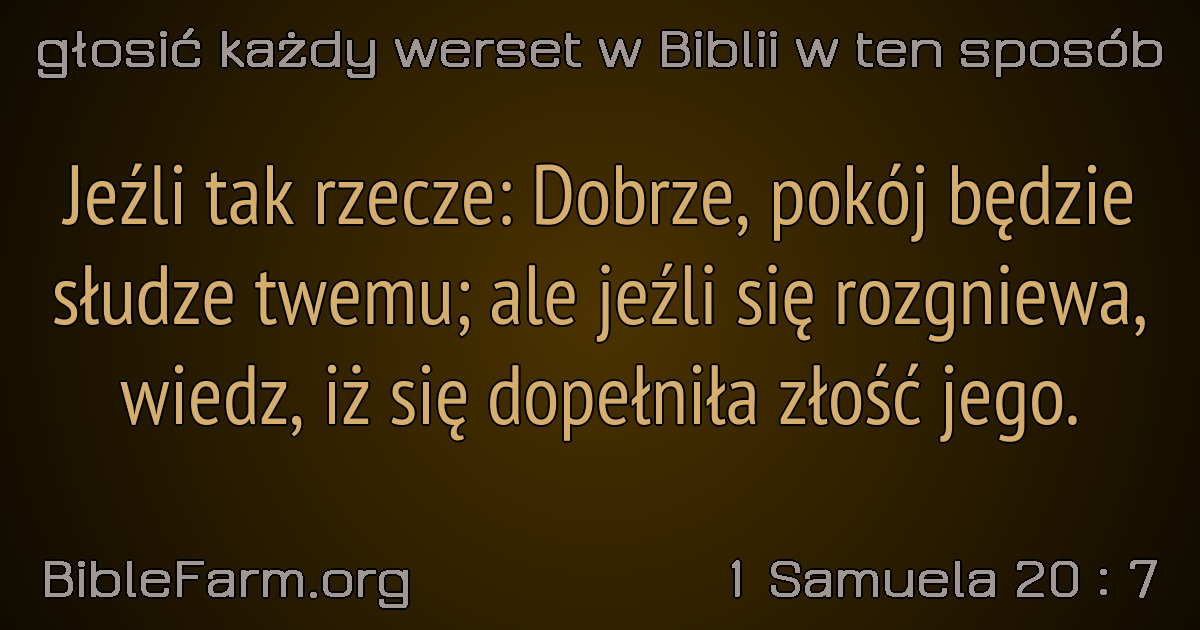 głosić każdy werset w Biblii w ten sposób
Jeźli tak rzecze: Dobrze, pokój będzie
słudze twemu; ale jeźli się rozgniewa,
wiedz, iż się dopełniła złość jego.
BibleFarm.org
1 Samuela 20 : 7